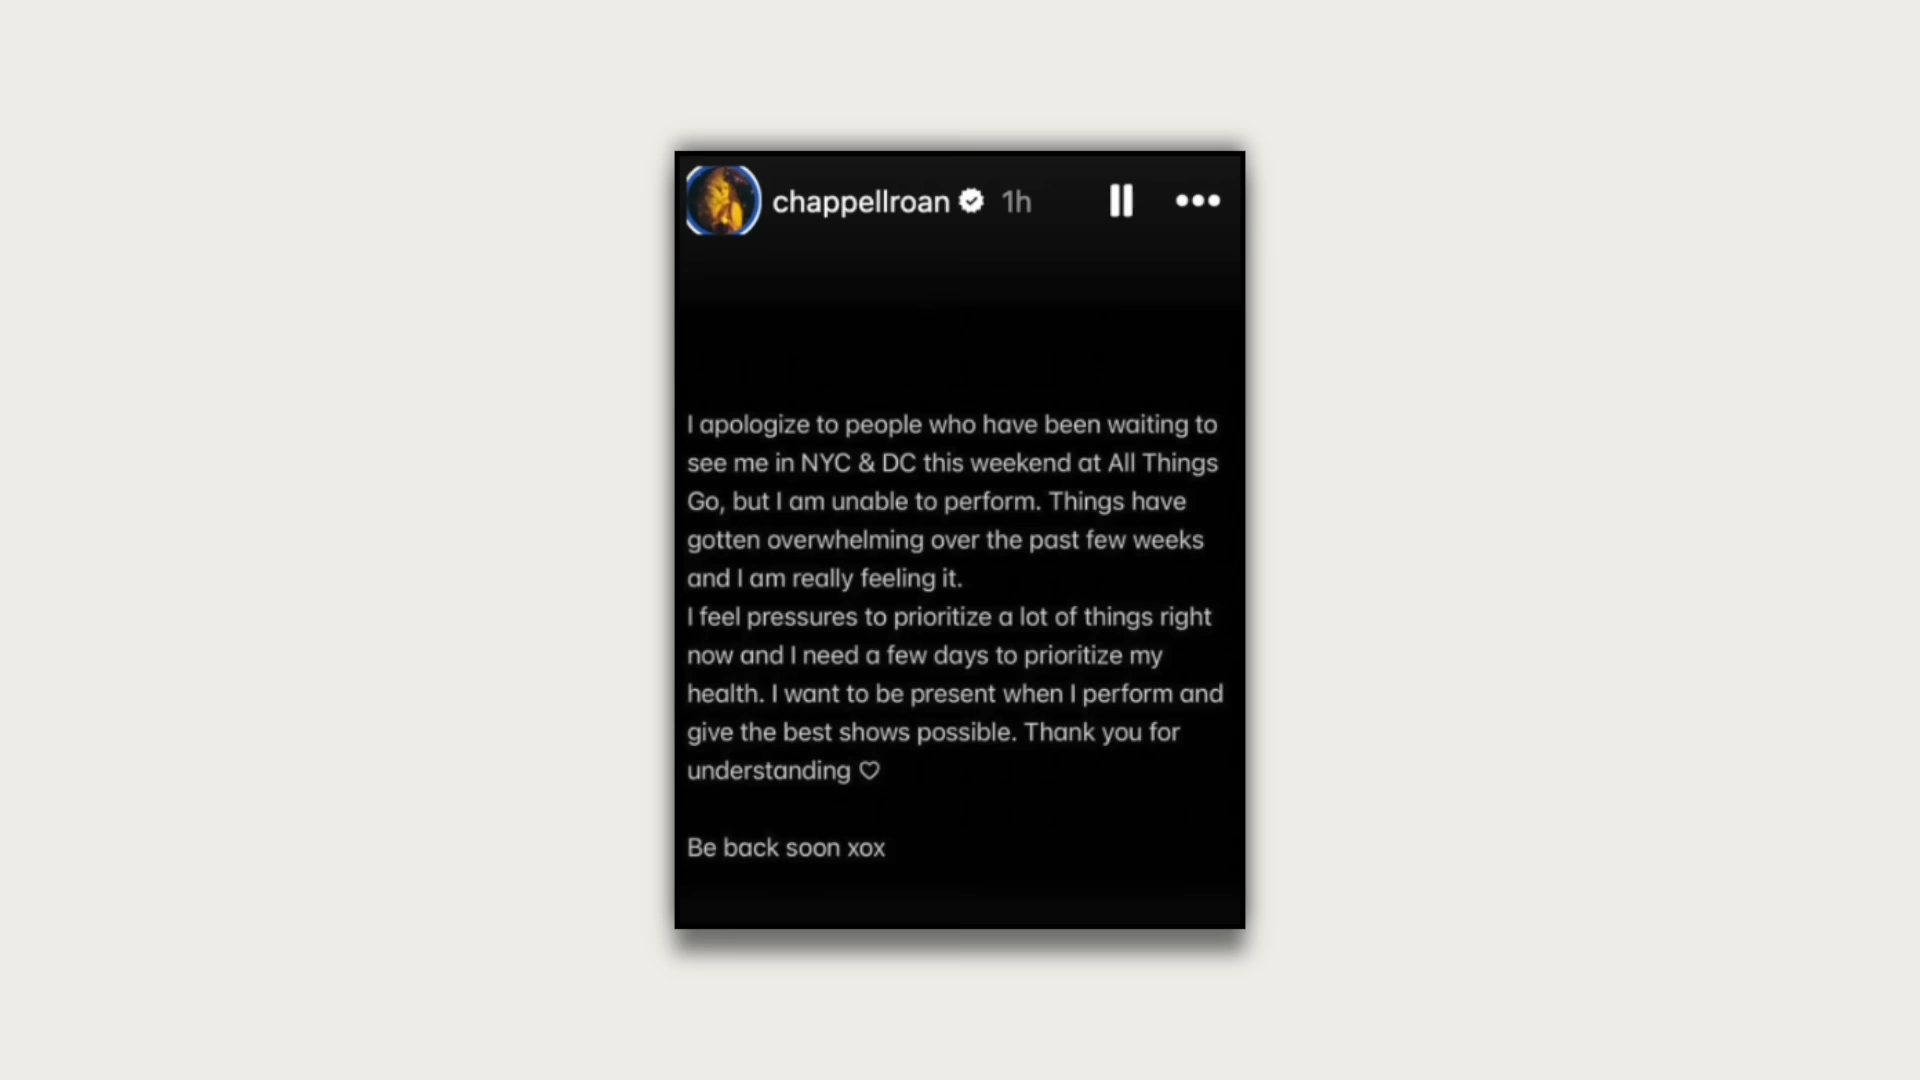 chappellroan 1h
I apologize to people who have been waiting to
see me in NYC & DC this weekend at All Things
Go, but I am unable to perform. Things have
gotten overwhelming over the past few weeks
and I am really feeling it.
I feel pressures to prioritize a lot of things right
now and I need a few days to prioritize my
health. I want to be present when I perform and
give the best shows possible. Thank you for
understanding ♡
Be back soon xox